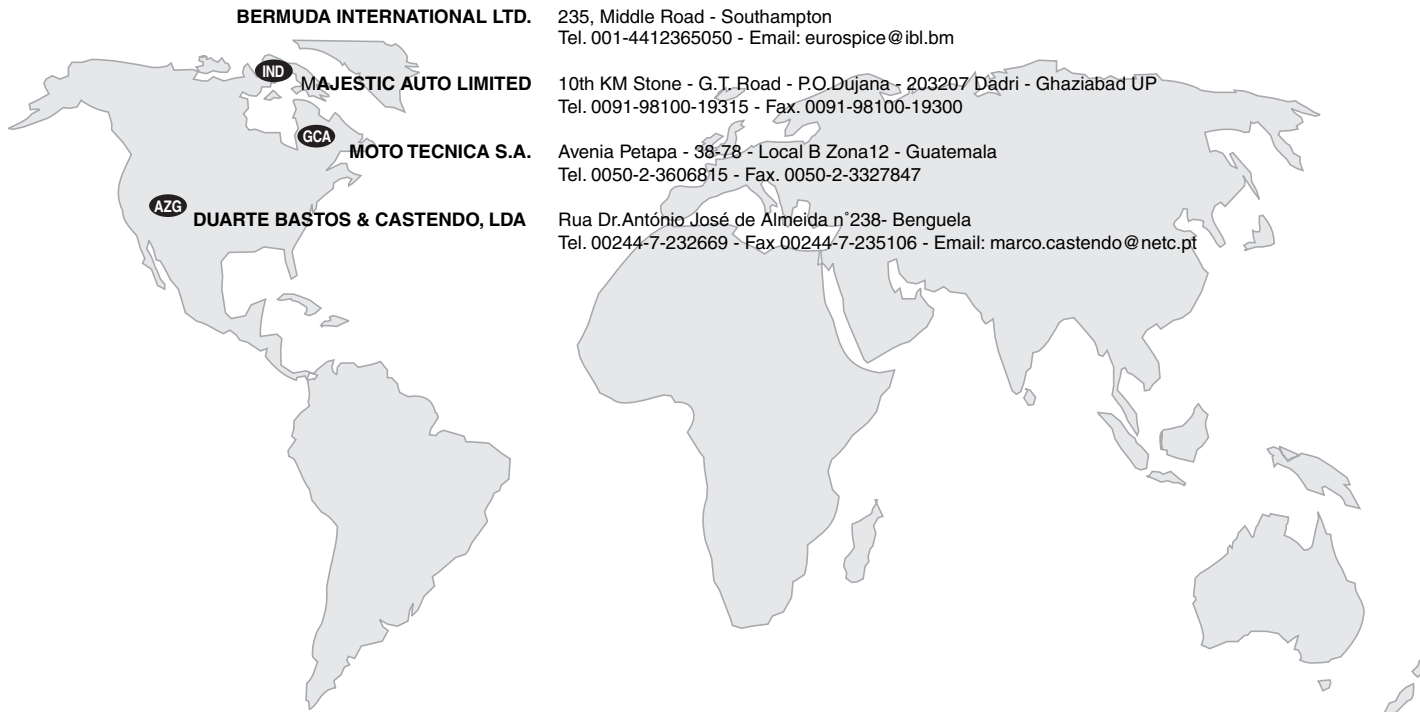 BERMUDA INTERNATIONAL LTD. 235, Middle Road - Southampton
Tel. 001-4412365050 - Email: eurospice@ibl.bm
IND MAJESTIC AUTO LIMITED 10th KM Stone - G.T. Road - P.O.Dujana - 203207 Dadri - Ghaziabad UP
Tel. 0091-98100-19315 - Fax. 0091-98100-19300
GCA MOTO TECNICA S.A. Avenia Petapa - 38-78 - Local B Zona12 - Guatemala
Tel. 0050-2-3606815 - Fax. 0050-2-3327847
AZG DUARTE BASTOS & CASTENDO, LDA Rua Dr.António José de Almeida n°238- Benguela
Tel. 00244-7-232669 - Fax 00244-7-235106 - Email: marco.castendo@netc.pt